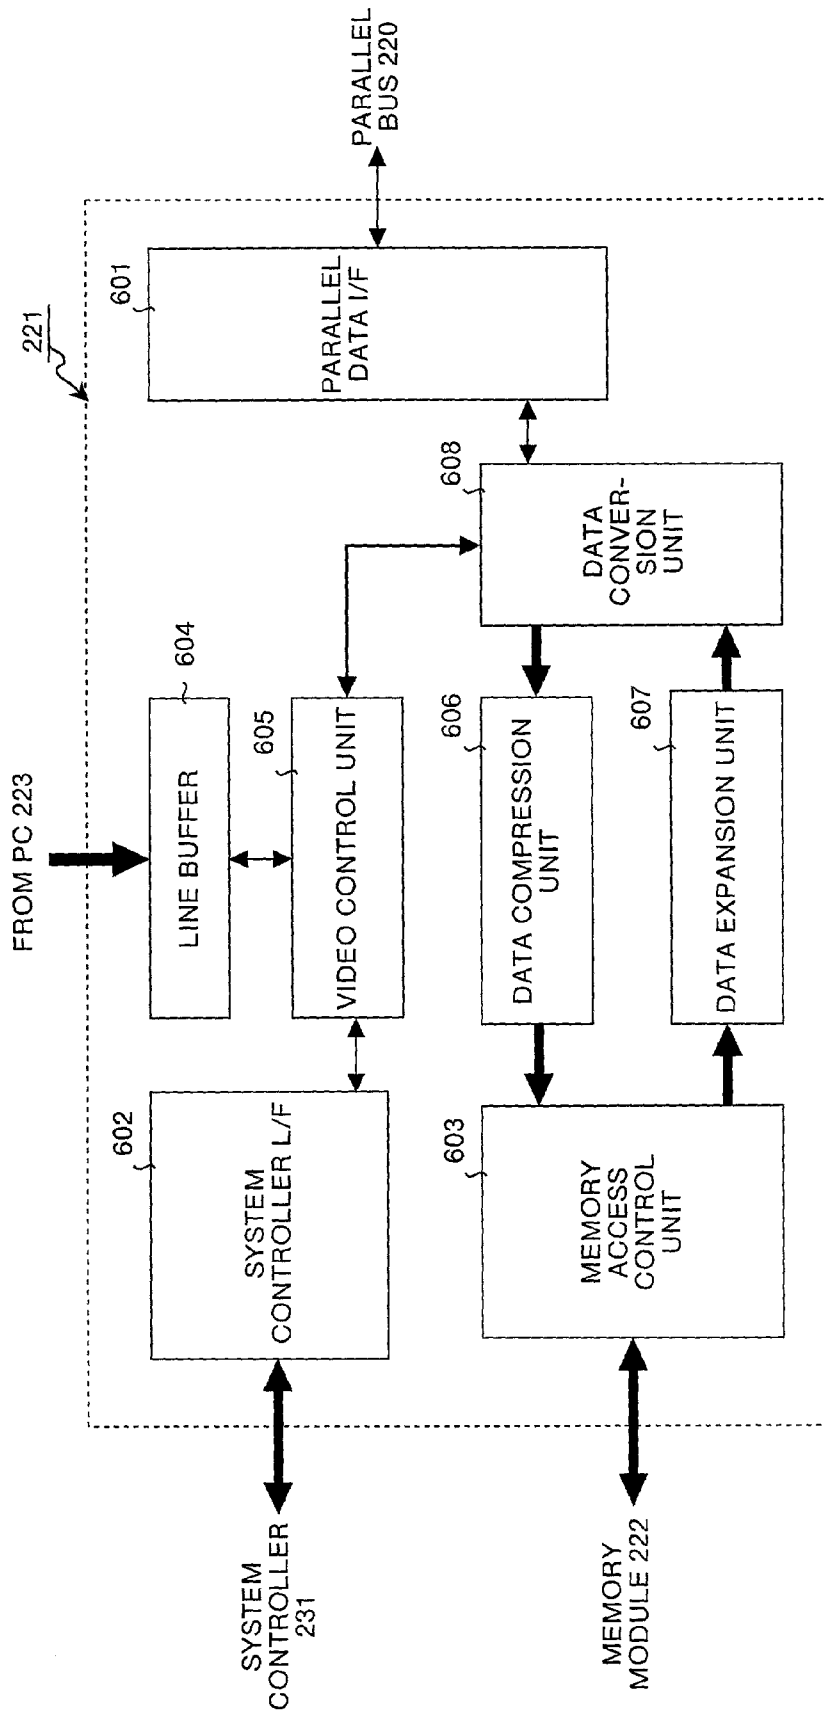 221
FROM PC 223
SYSTEM
CONTROLLER
231
602
SYSTEM
CONTROLLER L/F
604
LINE BUFFER
605
VIDEO CONTROL UNIT
601
PARALLEL
DATA I/F
PARALLEL
BUS 220
MEMORY
MODULE 222
603
MEMORY
ACCESS
CONTROL
UNIT
606
DATA COMPRESSION
UNIT
607
DATA EXPANSION UNIT
608
DATA
CONVER-
SION
UNIT